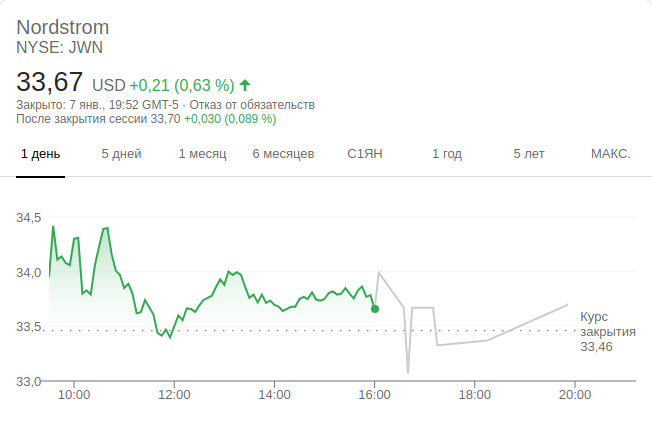 Nordstrom
NYSE: JWN
33,67 USD +0,21 (0,63 %)
Закрыто: 7 янв., 19:52 GMT-5 · Отказ от обязательств
После закрытия сессии 33,70 +0,030 (0,089 %)
1 день 5 дней 1 месяц 6 месяцев С1ЯН 1 год 5 лет МАКС.
34,5
34,0
33,5
33,0
Курс
закрытия
33,46
10:00 12:00 14:00 16:00 18:00 20:00